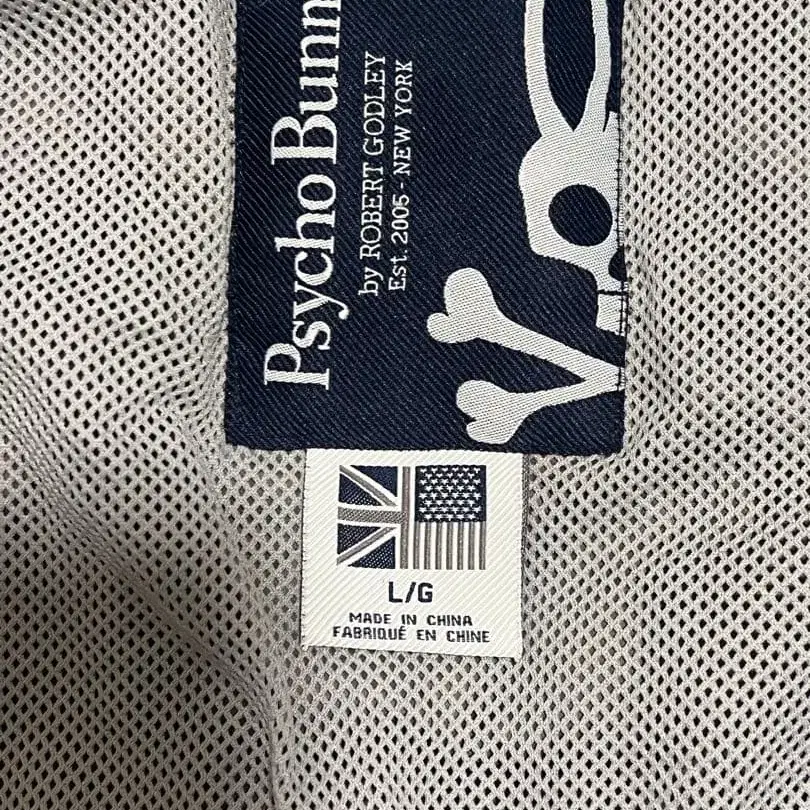 Psycho Bunn
by ROBERT GODLEY
Est. 2005 - NEW YORK
L/G
MADE IN CHINA
FABRIQUÉ EN CHINE